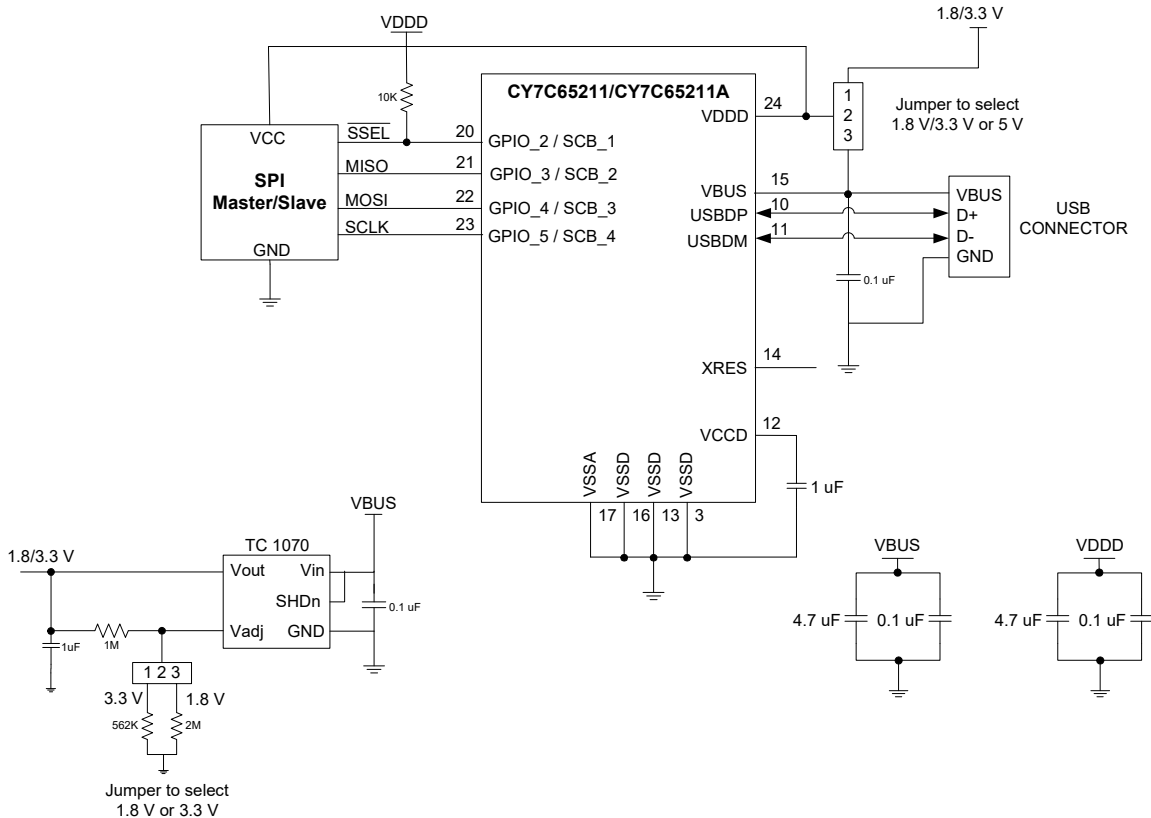 1.8/3.3 V
VDDD
CY7C65211/CY7C65211A
10K
VCC
SPI
Master/Slave
GND
SSEL
MISO
MOSI
SCLK
20
21
22
23
GPIO_2 / SCB_1
GPIO_3 / SCB_2
GPIO_4 / SCB_3
GPIO_5 / SCB_4
VDDD
24
1
2
3
Jumper to select
1.8 V/3.3 V or 5 V
VBUS
15
USBDP
10
USBDM
11
VBUS
D+
D-
GND
USB
CONNECTOR
0.1 uF
XRES
14
VCCD
12
1 uF
VSSA
VSSD
VSSD
VSSD
17
16
13
3
VBUS
TC 1070
1.8/3.3 V
Vout
Vin
SHDn
Vadj
GND
0.1 uF
1uF
1M
1 2 3
3.3 V
1.8 V
562K
2M
Jumper to select
1.8 V or 3.3 V
VBUS
4.7 uF
0.1 uF
VDDD
4.7 uF
0.1 uF